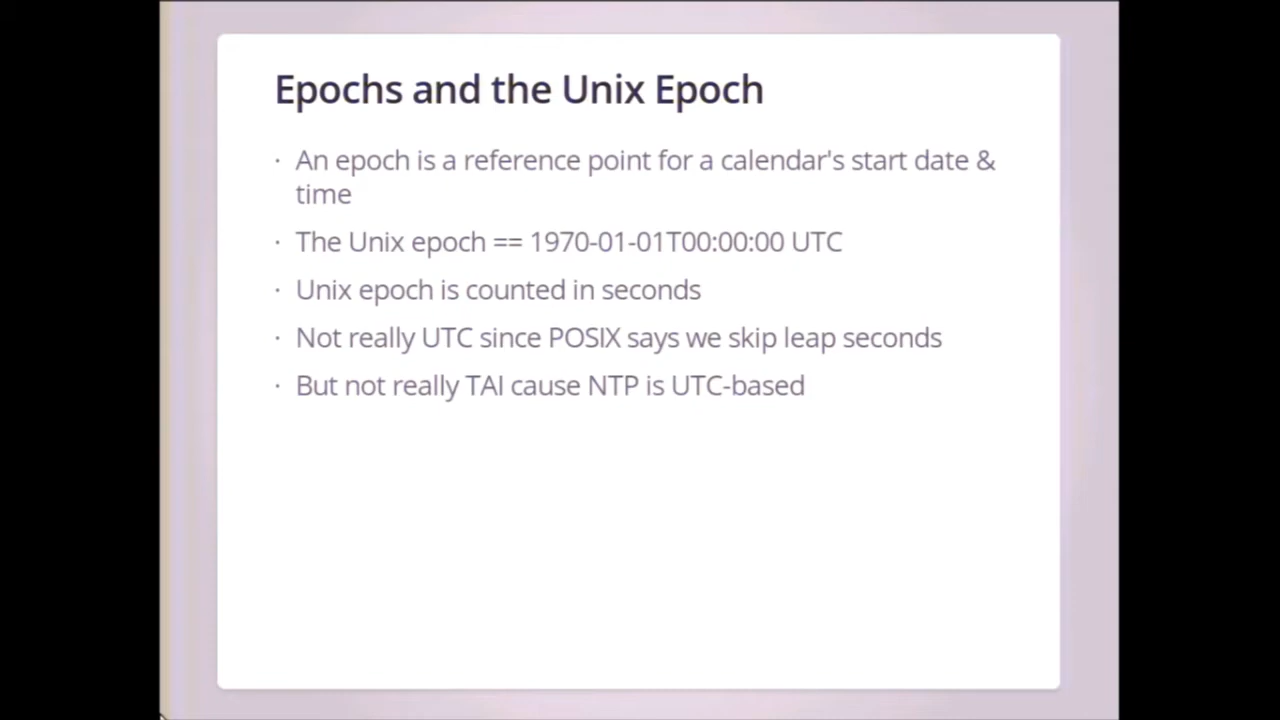 Epochs and the Unix Epoch
· An epoch is a reference point for a calendar's start date &
time
· The Unix epoch == 1970-01-01T00:00:00 UTC
· Unix epoch is counted in seconds
· Not really UTC since POSIX says we skip leap seconds
· But not really TAI cause NTP is UTC-based